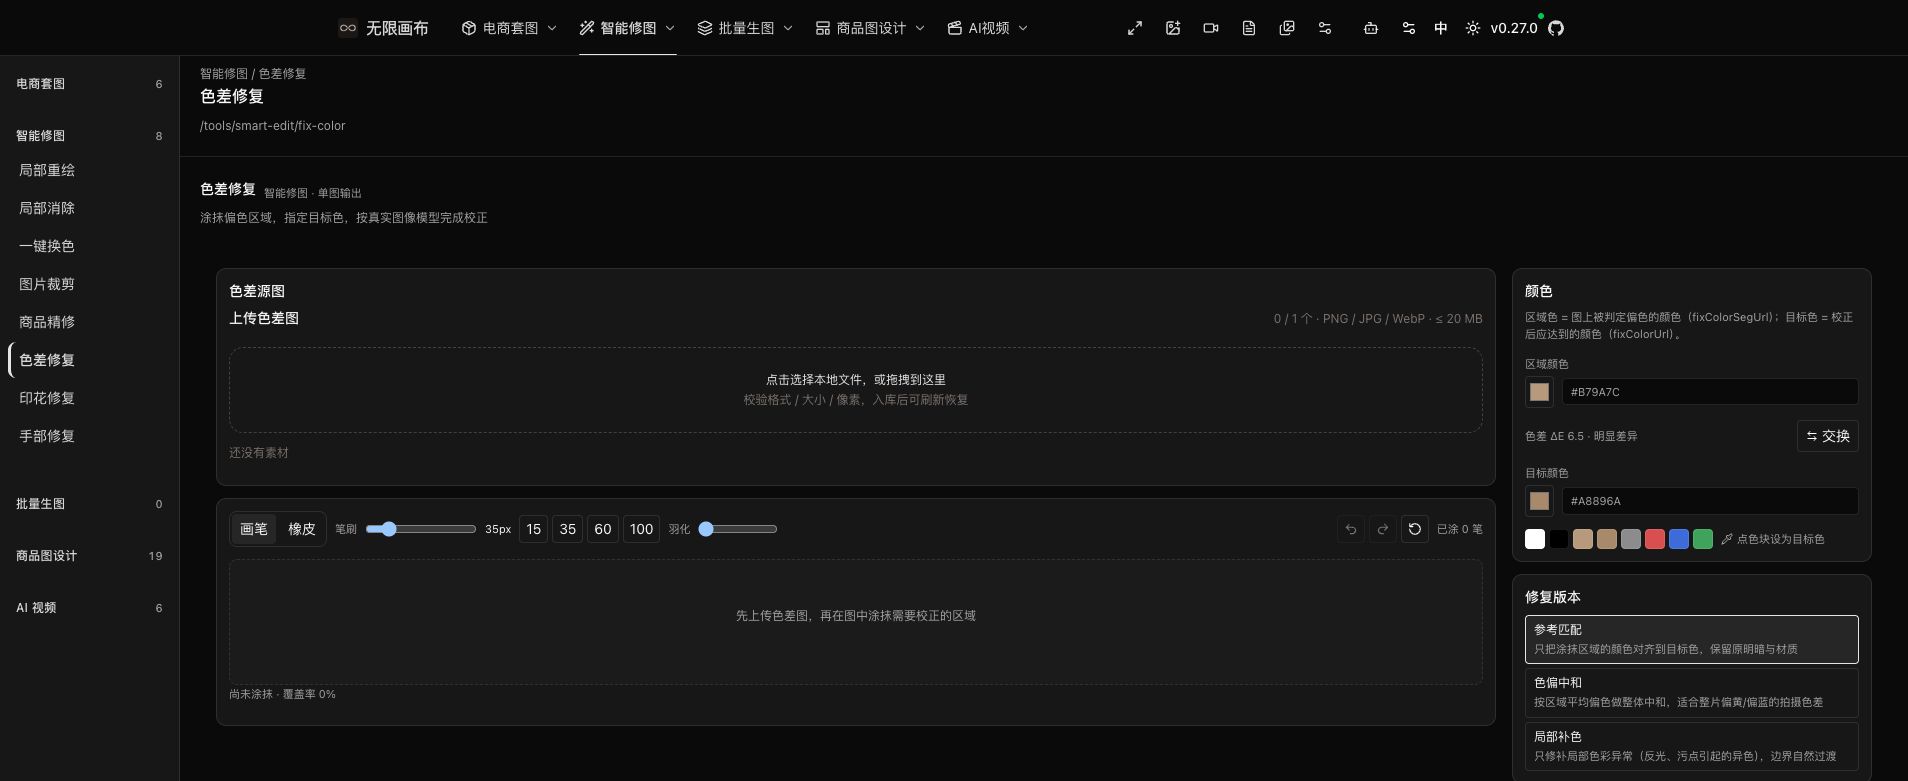 无限画布 电商套图 智能修图 批量生图 商品图设计 AI视频 中 v0.27.0
电商套图 6
智能修图 8
局部重绘
局部消除
一键换色
图片裁剪
商品精修
色差修复
印花修复
手部修复
批量生图 0
商品图设计 19
AI 视频 6
智能修图 / 色差修复
色差修复
/tools/smart-edit/fix-color
色差修复 智能修图 · 单图输出
涂抹偏色区域，指定目标色，按真实图像模型完成校正
色差源图
上传色差图 0 / 1 个 · PNG / JPG / WebP · ≤ 20 MB
点击选择本地文件，或拖拽到这里
校验格式 / 大小 / 像素，入库后可刷新恢复
还没有素材
画笔 橡皮 笔刷 35px 15 35 60 100 羽化 已涂 0 笔
先上传色差图，再在图中涂抹需要校正的区域
尚未涂抹 · 覆盖率 0%
颜色
区域色 = 图上被判定偏色的颜色（fixColorSegUrl）；目标色 = 校正
后应达到的颜色（fixColorUrl）。
区域颜色
#B79A7C
色差 ΔE 6.5 · 明显差异 交换
目标颜色
#A8896A
点色块设为目标色
修复版本
参考匹配
只把涂抹区域的颜色对齐到目标色，保留原明暗与材质
色偏中和
按区域平均偏色做整体中和，适合整片偏黄/偏蓝的拍摄色差
局部补色
只修补局部色彩异常（反光、污点引起的异色），边界自然过渡